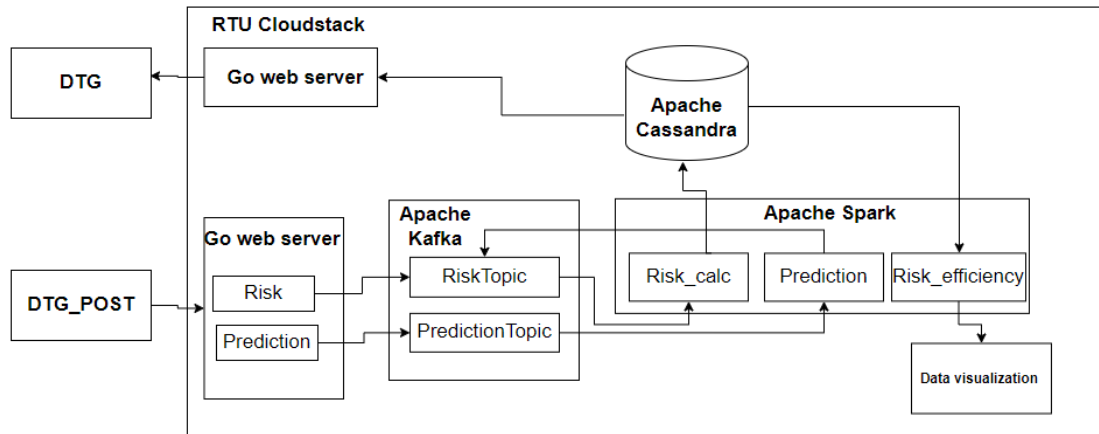 RTU Cloudstack
DTG
Go web server
Apache
Cassandra
Apache Spark
Apache
Kafka
Go web server
Risk
Prediction
RiskTopic
PredictionTopic
Risk_calc
Prediction
Risk_efficiency
DTG_POST
Data visualization